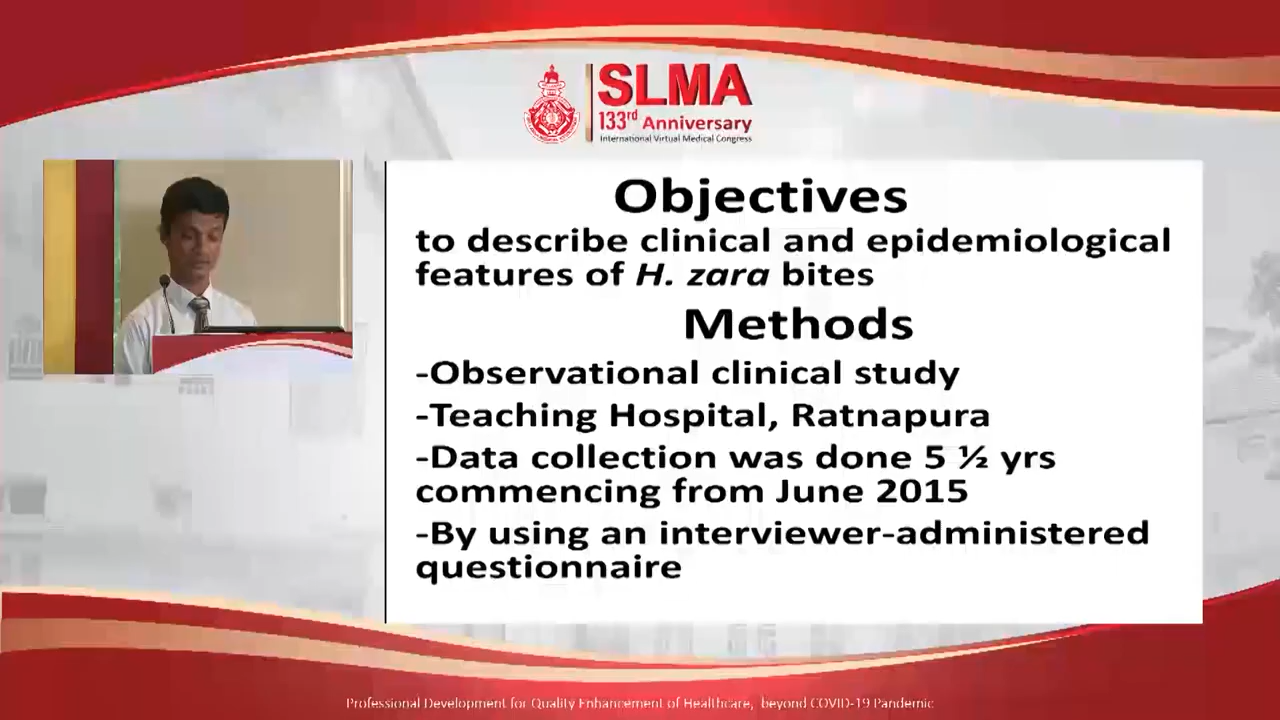 SLMA
133rd Anniversary
International Virtual Medical Congress
Objectives
to describe clinical and epidemiological
features of H. zara bites
Methods
-Observational clinical study
-Teaching Hospital, Ratnapura
-Data collection was done 5 ½ yrs
commencing from June 2015
-By using an interviewer-administered
questionnaire
Professional Development for Quality Enhancement of Healthcare, beyond COVID-19 Pandemic